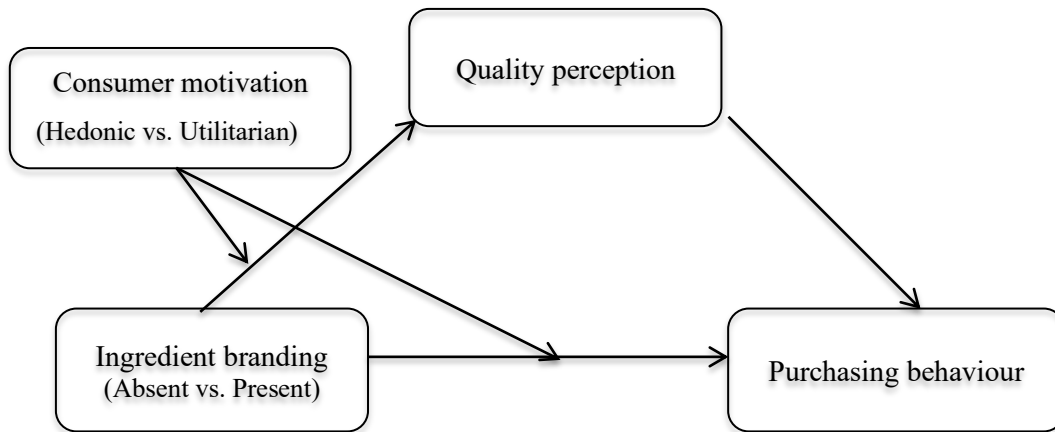 Consumer motivation
(Hedonic vs. Utilitarian)
Quality perception
Ingredient branding
(Absent vs. Present)
Purchasing behaviour